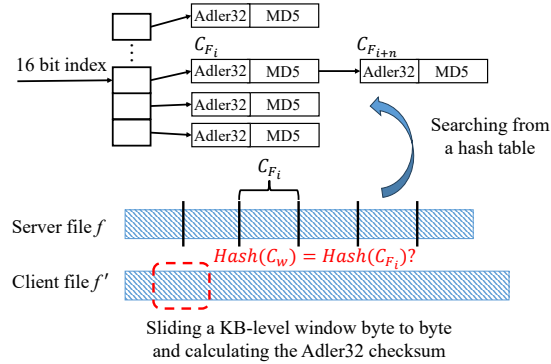 Adler32 MD5
C_{F_i} C_{F_{i+n}}
16 bit index
Adler32 MD5 Adler32 MD5
Adler32 MD5
Adler32 MD5
Searching from
a hash table
C_{F_i}
Server file f
Hash(C_w) = Hash(C_{F_i})?
Client file f′
Sliding a KB-level window byte to byte
and calculating the Adler32 checksum